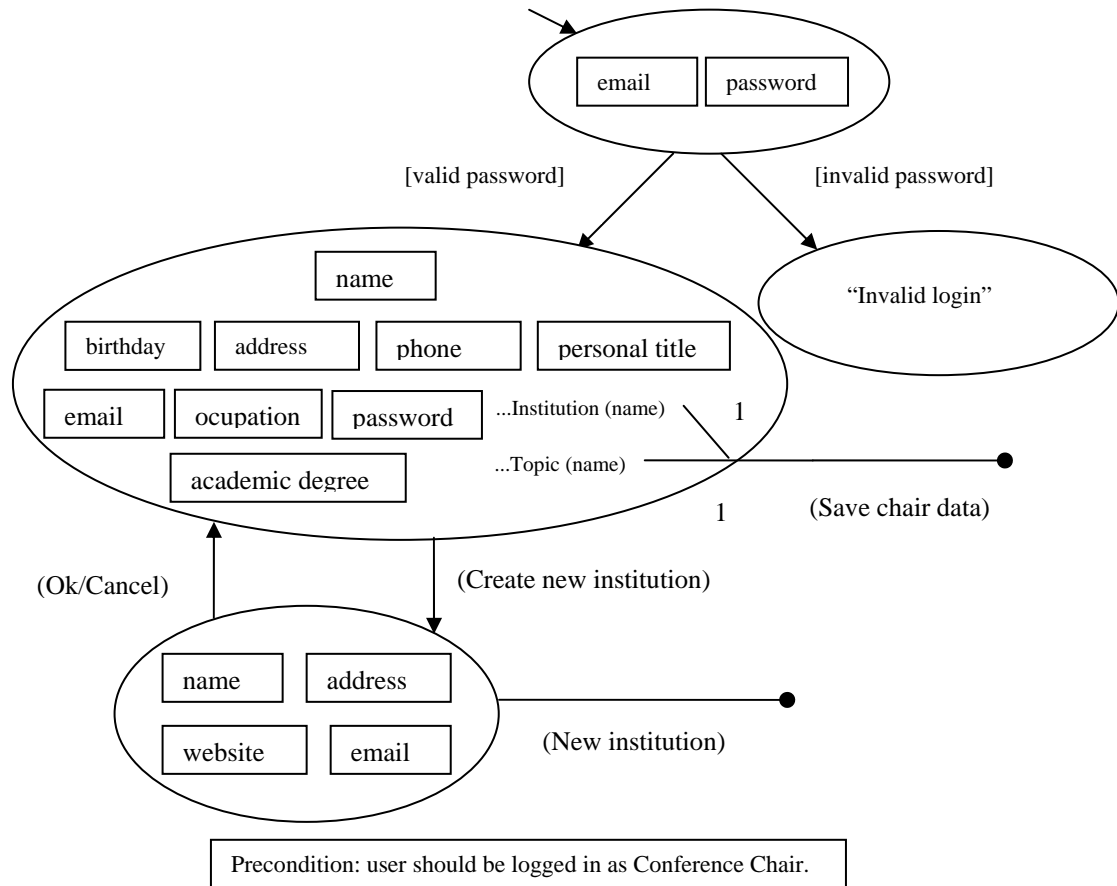 email password
[valid password] [invalid password]
name
“Invalid login”
birthday address phone personal title
email ocupation password ...Institution (name) 1
academic degree ...Topic (name)
1 (Save chair data)
(Ok/Cancel) (Create new institution)
name address
website email
(New institution)
Precondition: user should be logged in as Conference Chair.